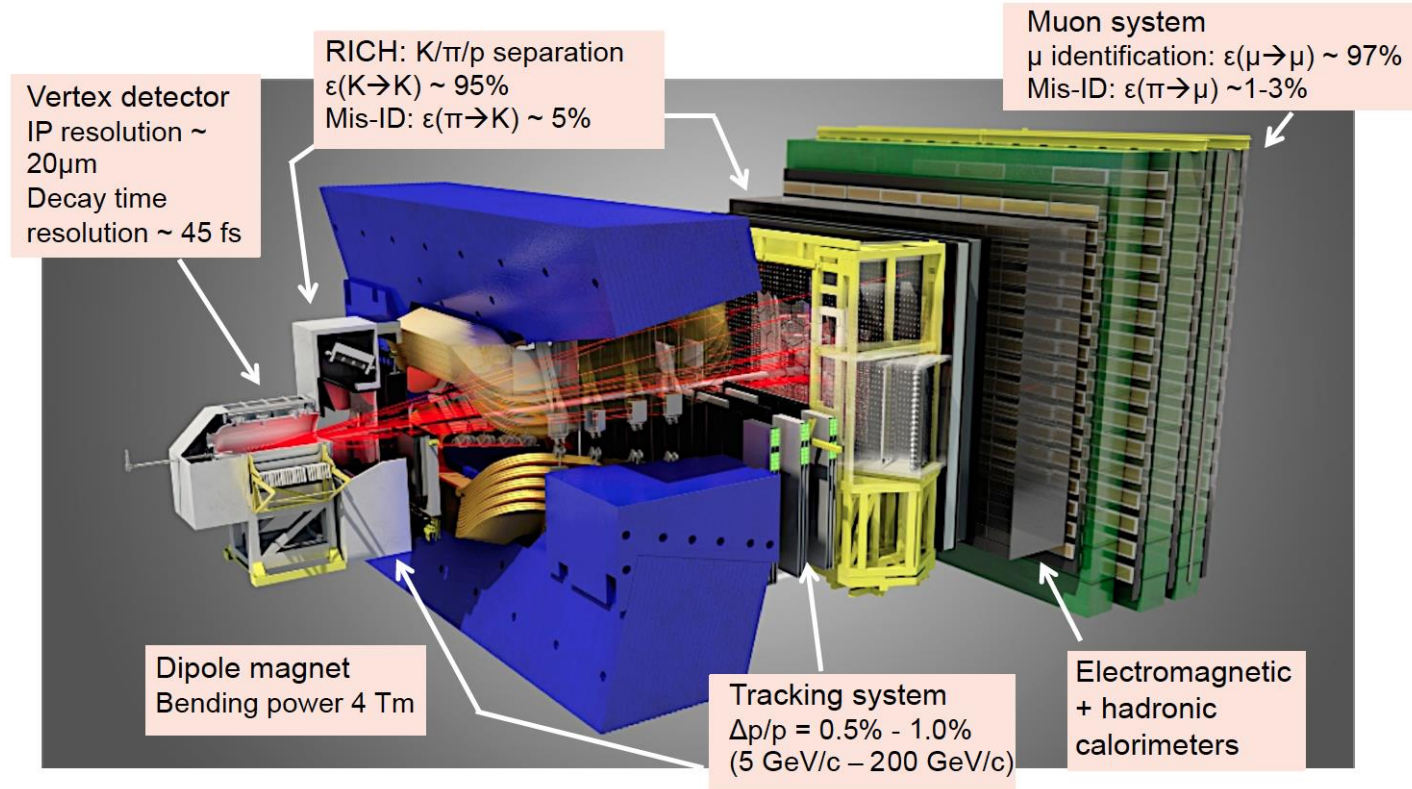 Vertex detector
IP resolution ~
20μm
Decay time
resolution ~ 45 fs
RICH: K/π/p separation
ε(K→K) ~ 95%
Mis-ID: ε(π→K) ~ 5%
Muon system
μ identification: ε(μ→μ) ~ 97%
Mis-ID: ε(π→μ) ~1-3%
Dipole magnet
Bending power 4 Tm
Tracking system
Δp/p = 0.5% - 1.0%
(5 GeV/c – 200 GeV/c)
Electromagnetic
+ hadronic
calorimeters